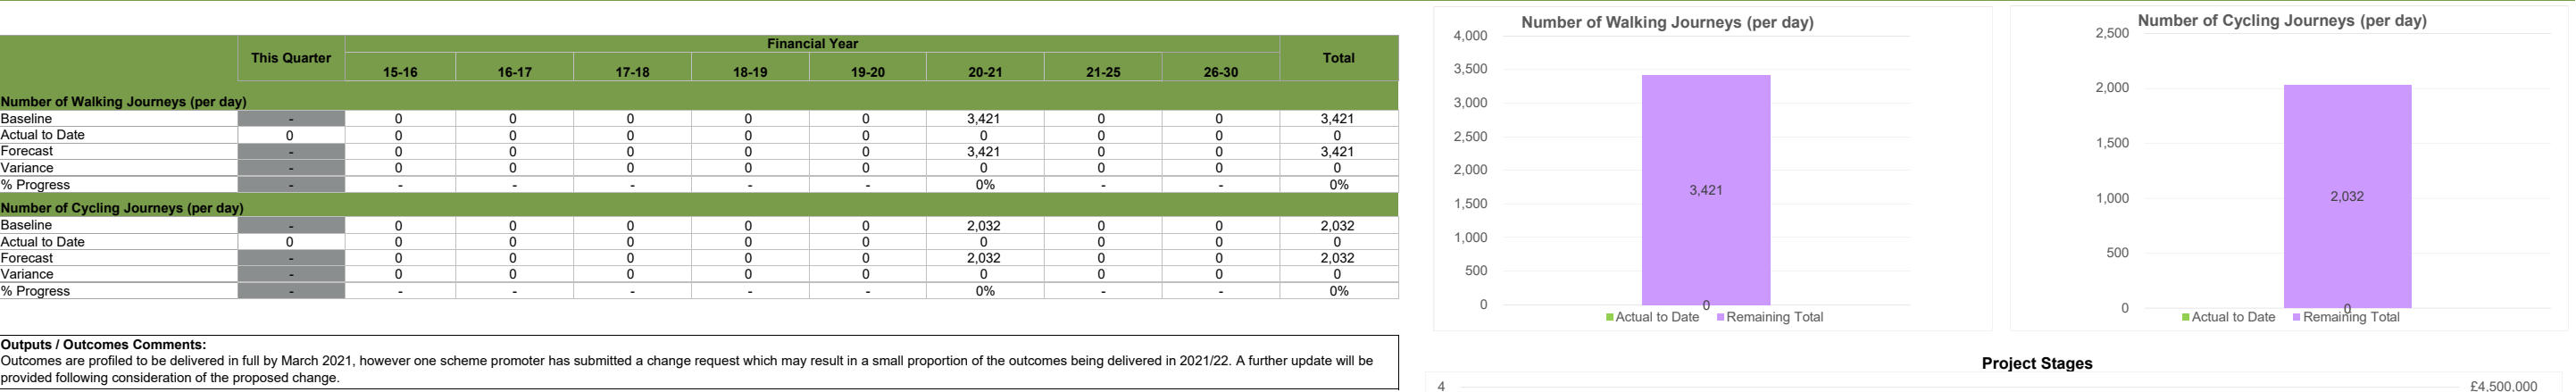 This Quarter Financial Year Total
15-16 16-17 17-18 18-19 19-20 20-21 21-25 26-30
Number of Walking Journeys (per day)
Baseline - 0 0 0 0 0 3,421 0 0 3,421
Actual to Date 0 0 0 0 0 0 0 0 0 0
Forecast - 0 0 0 0 0 3,421 0 0 3,421
Variance - 0 0 0 0 0 0 0 0 0
% Progress - - - - - - 0% - - 0%
Number of Cycling Journeys (per day)
Baseline - 0 0 0 0 0 2,032 0 0 2,032
Actual to Date 0 0 0 0 0 0 0 0 0 0
Forecast - 0 0 0 0 0 2,032 0 0 2,032
Variance - 0 0 0 0 0 0 0 0 0
% Progress - - - - - - 0% - - 0%
Outputs / Outcomes Comments:
Outcomes are profiled to be delivered in full by March 2021, however one scheme promoter has submitted a change request which may result in a small proportion of the outcomes being delivered in 2021/22. A further update will be
provided following consideration of the proposed change.
Number of Walking Journeys (per day)
4,000
3,500
3,000
2,500
2,000
3,421
1,500
1,000
500
0 0
Actual to Date Remaining Total
Number of Cycling Journeys (per day)
2,500
2,000
1,500
1,000 2,032
500
0 0
Actual to Date Remaining Total
Project Stages
4 £4,500,000